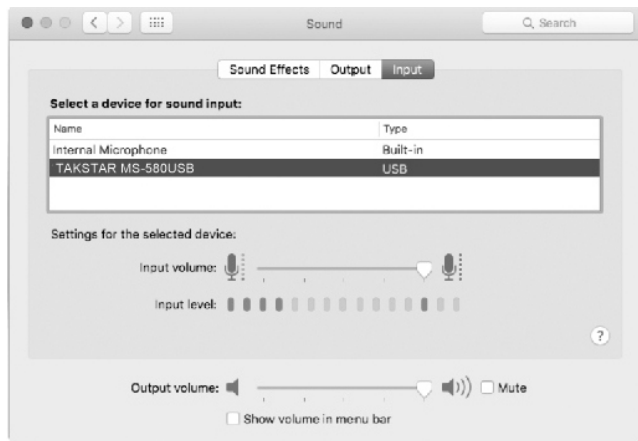 Sound
Search
Sound Effects Output Input
Select a device for sound input:
Name Type
Internal Microphone Built-in
TAKSTAR MS-580USB USB
Settings for the selected device:
Input volume:
Input level:
?
Output volume: Mute
Show volume in menu bar